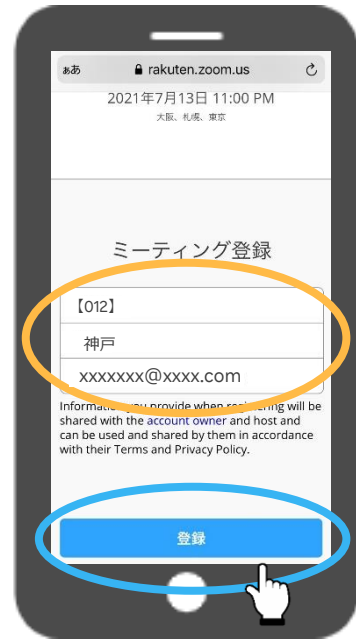 ぁあ rakuten.zoom.us
2021年7月13日 11:00 PM
大阪、札幌、東京
ミーティング登録
【012】
神戸
xxxxxxx@xxxx.com
Information you provide when registering will be
shared with the account owner and host and
can be used and shared by them in accordance
with their Terms and Privacy Policy.
登録